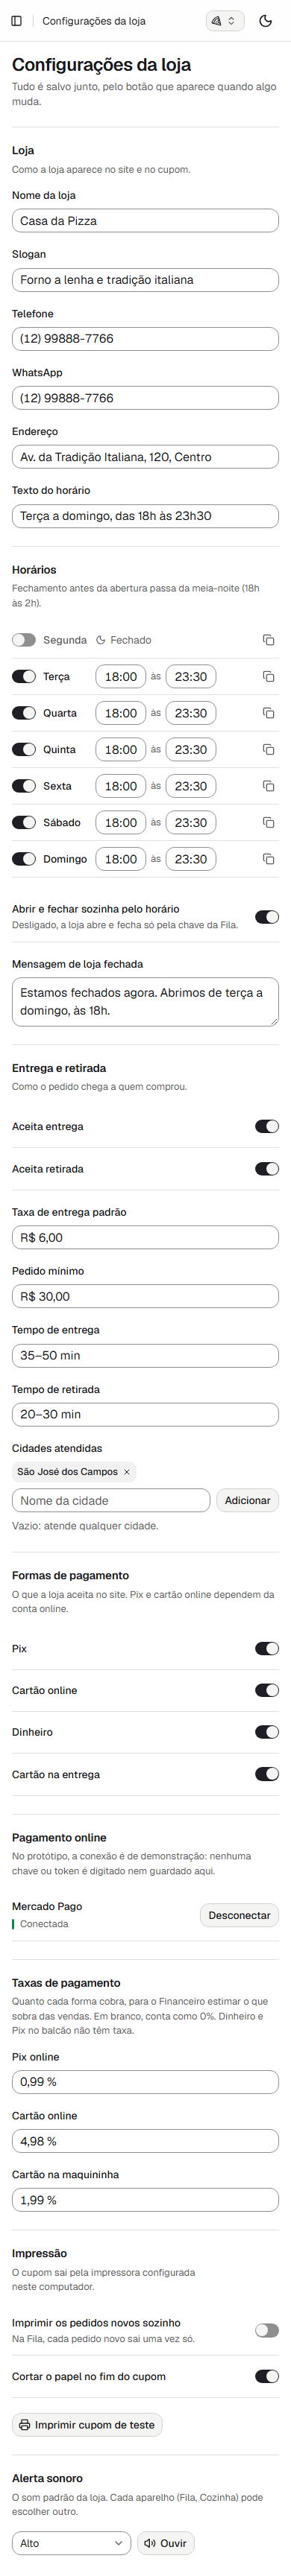 Configurações da loja
Configurações da loja
Tudo é salvo junto, pelo botão que aparece quando algo
muda.
Loja
Como a loja aparece no site e no cupom.
Nome da loja
Casa da Pizza
Slogan
Forno a lenha e tradição italiana
Telefone
(12) 99888-7766
WhatsApp
(12) 99888-7766
Endereço
Av. da Tradição Italiana, 120, Centro
Texto do horário
Terça a domingo, das 18h às 23h30
Horários
Fechamento antes da abertura passa da meia-noite (18h
às 2h).
Segunda Fechado
Terça 18:00 às 23:30
Quarta 18:00 às 23:30
Quinta 18:00 às 23:30
Sexta 18:00 às 23:30
Sábado 18:00 às 23:30
Domingo 18:00 às 23:30
Abrir e fechar sozinha pelo horário
Desligado, a loja abre e fecha só pela chave da Fila.
Mensagem de loja fechada
Estamos fechados agora. Abrimos de terça a
domingo, às 18h.
Entrega e retirada
Como o pedido chega a quem comprou.
Aceita entrega
Aceita retirada
Taxa de entrega padrão
R$ 6,00
Pedido mínimo
R$ 30,00
Tempo de entrega
35–50 min
Tempo de retirada
20–30 min
Cidades atendidas
São José dos Campos ×
Nome da cidade Adicionar
Vazio: atende qualquer cidade.
Formas de pagamento
O que a loja aceita no site. Pix e cartão online dependem da
conta online.
Pix
Cartão online
Dinheiro
Cartão na entrega
Pagamento online
No protótipo, a conexão é de demonstração: nenhuma
chave ou token é digitado nem guardado aqui.
Mercado Pago
Conectada
Desconectar
Taxas de pagamento
Quanto cada forma cobra, para o Financeiro estimar o que
sobra das vendas. Em branco, conta como 0%. Dinheiro e
Pix no balcão não têm taxa.
Pix online
0,99 %
Cartão online
4,98 %
Cartão na maquininha
1,99 %
Impressão
O cupom sai pela impressora configurada
neste computador.
Imprimir os pedidos novos sozinho
Na Fila, cada pedido novo sai uma vez só.
Cortar o papel no fim do cupom
Imprimir cupom de teste
Alerta sonoro
O som padrão da loja. Cada aparelho (Fila, Cozinha) pode
escolher outro.
Alto Ouvir